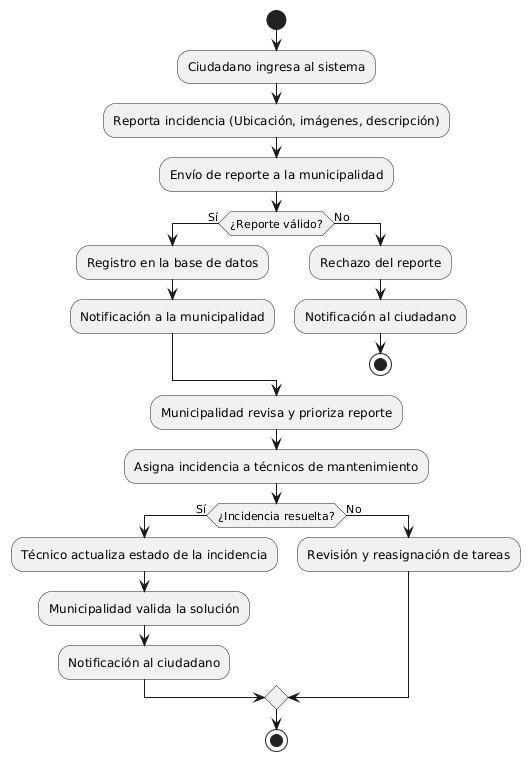 Ciudadano ingresa al sistema
Reporta incidencia (Ubicación, imágenes, descripción)
Envío de reporte a la municipalidad
¿Reporte válido?
Sí
No
Registro en la base de datos
Rechazo del reporte
Notificación a la municipalidad
Notificación al ciudadano
Municipalidad revisa y prioriza reporte
Asigna incidencia a técnicos de mantenimiento
¿Incidencia resuelta?
Sí
No
Técnico actualiza estado de la incidencia
Revisión y reasignación de tareas
Municipalidad valida la solución
Notificación al ciudadano